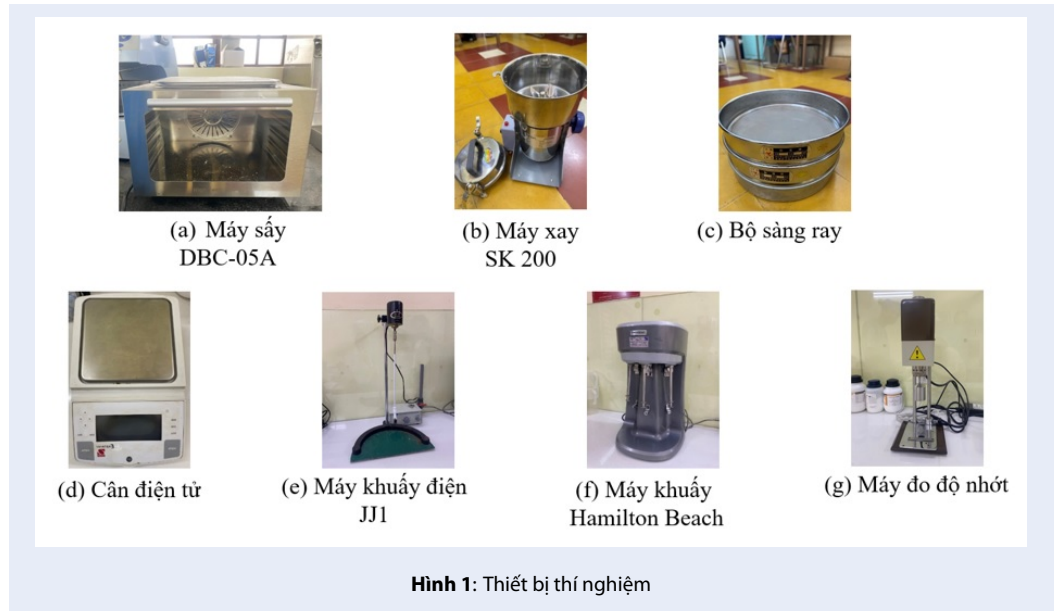 (a) Máy sấy
DBC-05A
(b) Máy xay
SK 200
(c) Bộ sàng ray
(d) Cân điện tử
(e) Máy khuấy điện
JJ1
(f) Máy khuấy
Hamilton Beach
(g) Máy đo độ nhớt
Hình 1: Thiết bị thí nghiệm